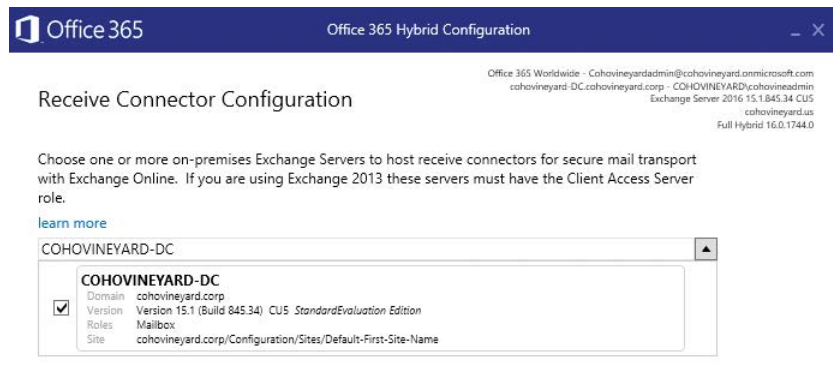 Office 365
Office 365 Hybrid Configuration
Office 365 Worldwide - Cohovineyardadmin@cohovineyard.onmicrosoft.com
cohovineyard-DC.cohovineyard.corp - COHOVINEYARD\cohovineadmin
Exchange Server 2016 15.1.845.34 CU5
cohovineyard.us
Full Hybrid 16.0.1744.0
Receive Connector Configuration
Choose one or more on-premises Exchange Servers to host receive connectors for secure mail transport
with Exchange Online. If you are using Exchange 2013 these servers must have the Client Access Server
role.
learn more
COHOVINEYARD-DC
COHOVINEYARD-DC
Domain cohovineyard.corp
Version Version 15.1 (Build 845.34) CU5 StandardEvaluation Edition
Roles Mailbox
Site cohovineyard.corp/Configuration/Sites/Default-First-Site-Name